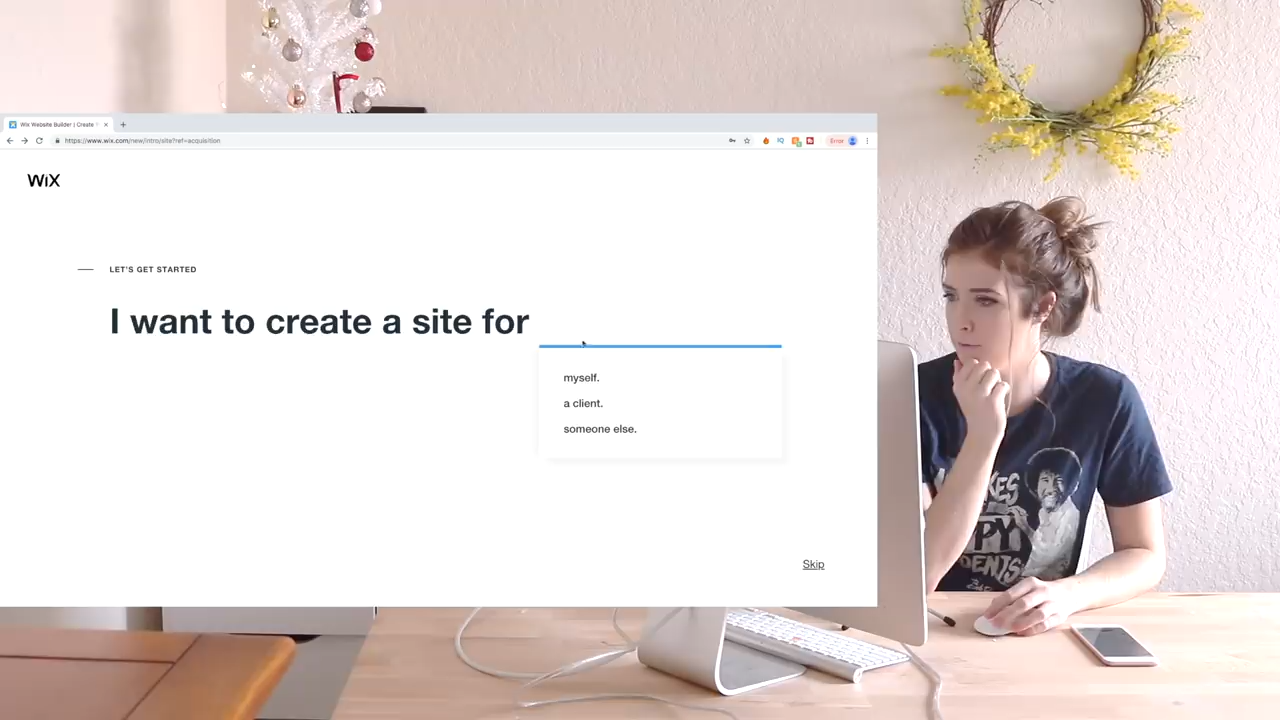 Wix Website Builder | Create
https://www.wix.com/new/intro/site?ref=acquisition
Error
WiX
LET'S GET STARTED
I want to create a site for
myself.
a client.
someone else.
Skip